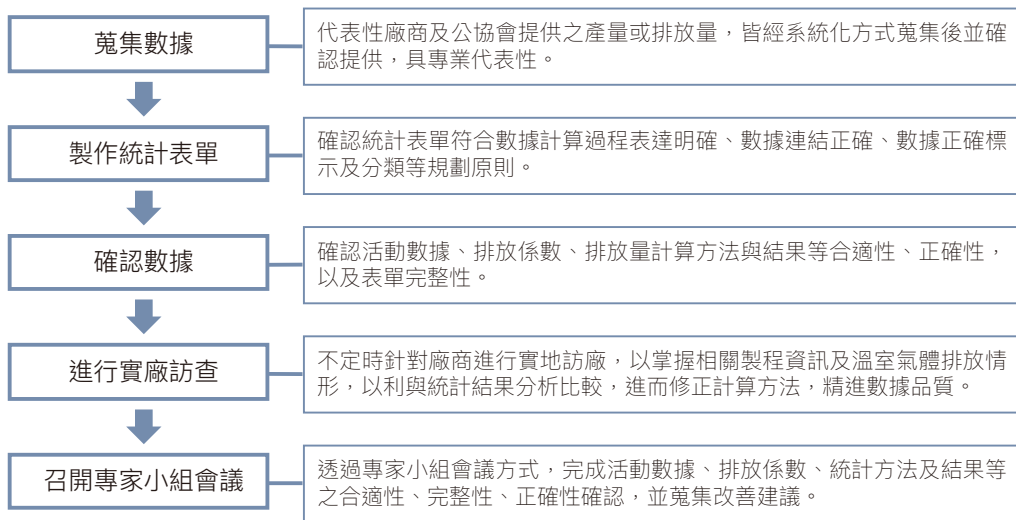 蒐集數據
代表性廠商及公協會提供之產量或排放量，皆經系統化方式蒐集後並確
認提供，具專業代表性。
製作統計表單
確認統計表單符合數據計算過程表達明確、數據連結正確、數據正確標
示及分類等規劃原則。
確認數據
確認活動數據、排放係數、排放量計算方法與結果等合適性、正確性，
以及表單完整性。
進行實廠訪查
不定時針對廠商進行實地訪廠，以掌握相關製程資訊及溫室氣體排放情
形，以利與統計結果分析比較，進而修正計算方法，精進數據品質。
召開專家小組會議
透過專家小組會議方式，完成活動數據、排放係數、統計方法及結果等
之合適性、完整性、正確性確認，並蒐集改善建議。